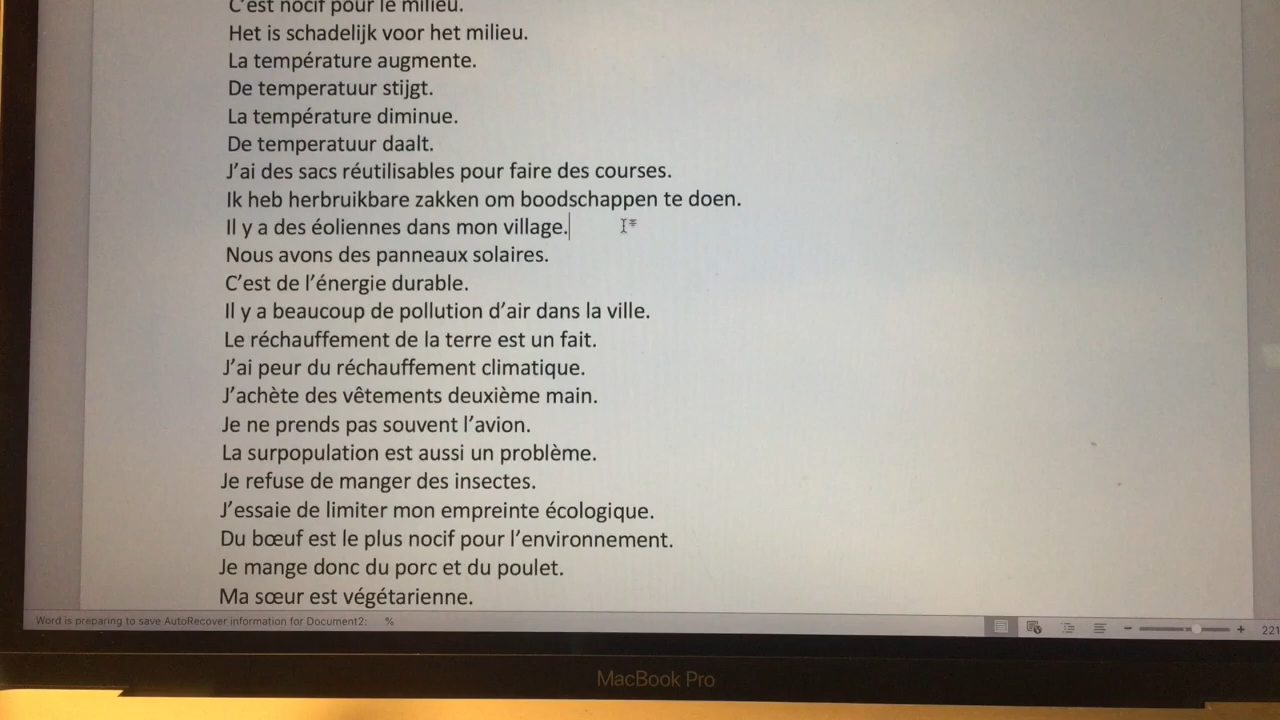 C'est nocif pour le milieu.
Het is schadelijk voor het milieu.
La température augmente.
De temperatuur stijgt.
La température diminue.
De temperatuur daalt.
J'ai des sacs réutilisables pour faire des courses.
Ik heb herbruikbare zakken om boodschappen te doen.
Il y a des éoliennes dans mon village.
Nous avons des panneaux solaires.
C'est de l'énergie durable.
Il y a beaucoup de pollution d'air dans la ville.
Le réchauffement de la terre est un fait.
J'ai peur du réchauffement climatique.
J'achète des vêtements deuxième main.
Je ne prends pas souvent l'avion.
La surpopulation est aussi un problème.
Je refuse de manger des insectes.
J'essaie de limiter mon empreinte écologique.
Du bœuf est le plus nocif pour l'environnement.
Je mange donc du porc et du poulet.
Ma sœur est végétarienne.
Word is preparing to save AutoRecover information for Document2: %
221
MacBook Pro